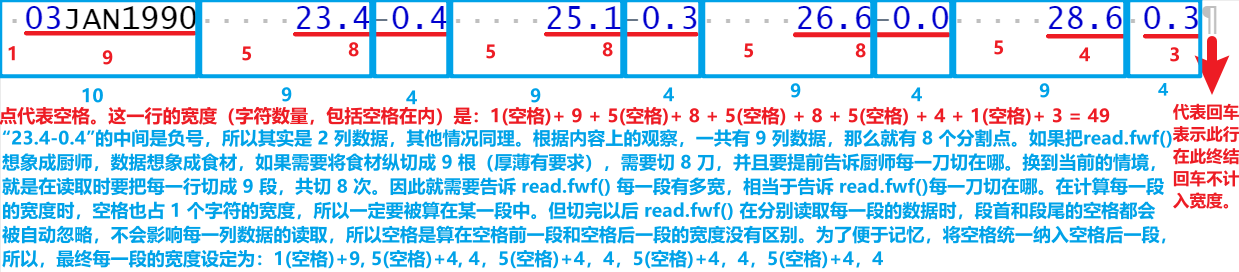 ·03JAN1990·····23.4-0.4·····25.1-0.3·····26.6-0.0·····28.6·0.3¶
1 9 5 8 5 8 5 8 5 4 3
10 9 4 9 4 9 4 9 4
点代表空格。这一行的宽度（字符数量，包括空格在内）是：1(空格)+ 9 + 5(空格)+ 8 + 5(空格) + 8 + 5(空格) + 8 + 5(空格) + 4 + 1(空格)+ 3 = 49
“23.4-0.4”的中间是负号，所以其实是 2 列数据，其他情况同理。根据内容上的观察，一共有 9 列数据，那么就有 8 个分割点。如果把read.fwf()
想象成厨师，数据想象成食材，如果需要将食材纵切成 9 根（厚薄有要求），需要切 8 刀，并且要提前告诉厨师每一刀切在哪。换到当前的情境，
就是在读取时要把每一行切成 9 段，共切 8 次。因此就需要告诉 read.fwf() 每一段有多宽，相当于告诉 read.fwf()每一刀切在哪。在计算每一段
的宽度时，空格也占 1 个字符的宽度，所以一定要被算在某一段中。但切完以后 read.fwf() 在分别读取每一段的数据时，段首和段尾的空格都会
被自动忽略，不会影响每一列数据的读取，所以空格是算在空格前一段和空格后一段的宽度没有区别。为了便于记忆，将空格统一纳入空格后一段，
所以，最终每一段的宽度设定为：1(空格)+9, 5(空格)+4, 4，5(空格)+4，4，5(空格)+4，4，5(空格)+4，4
代表回车
表示此行
在此终结
回车不计
入宽度。